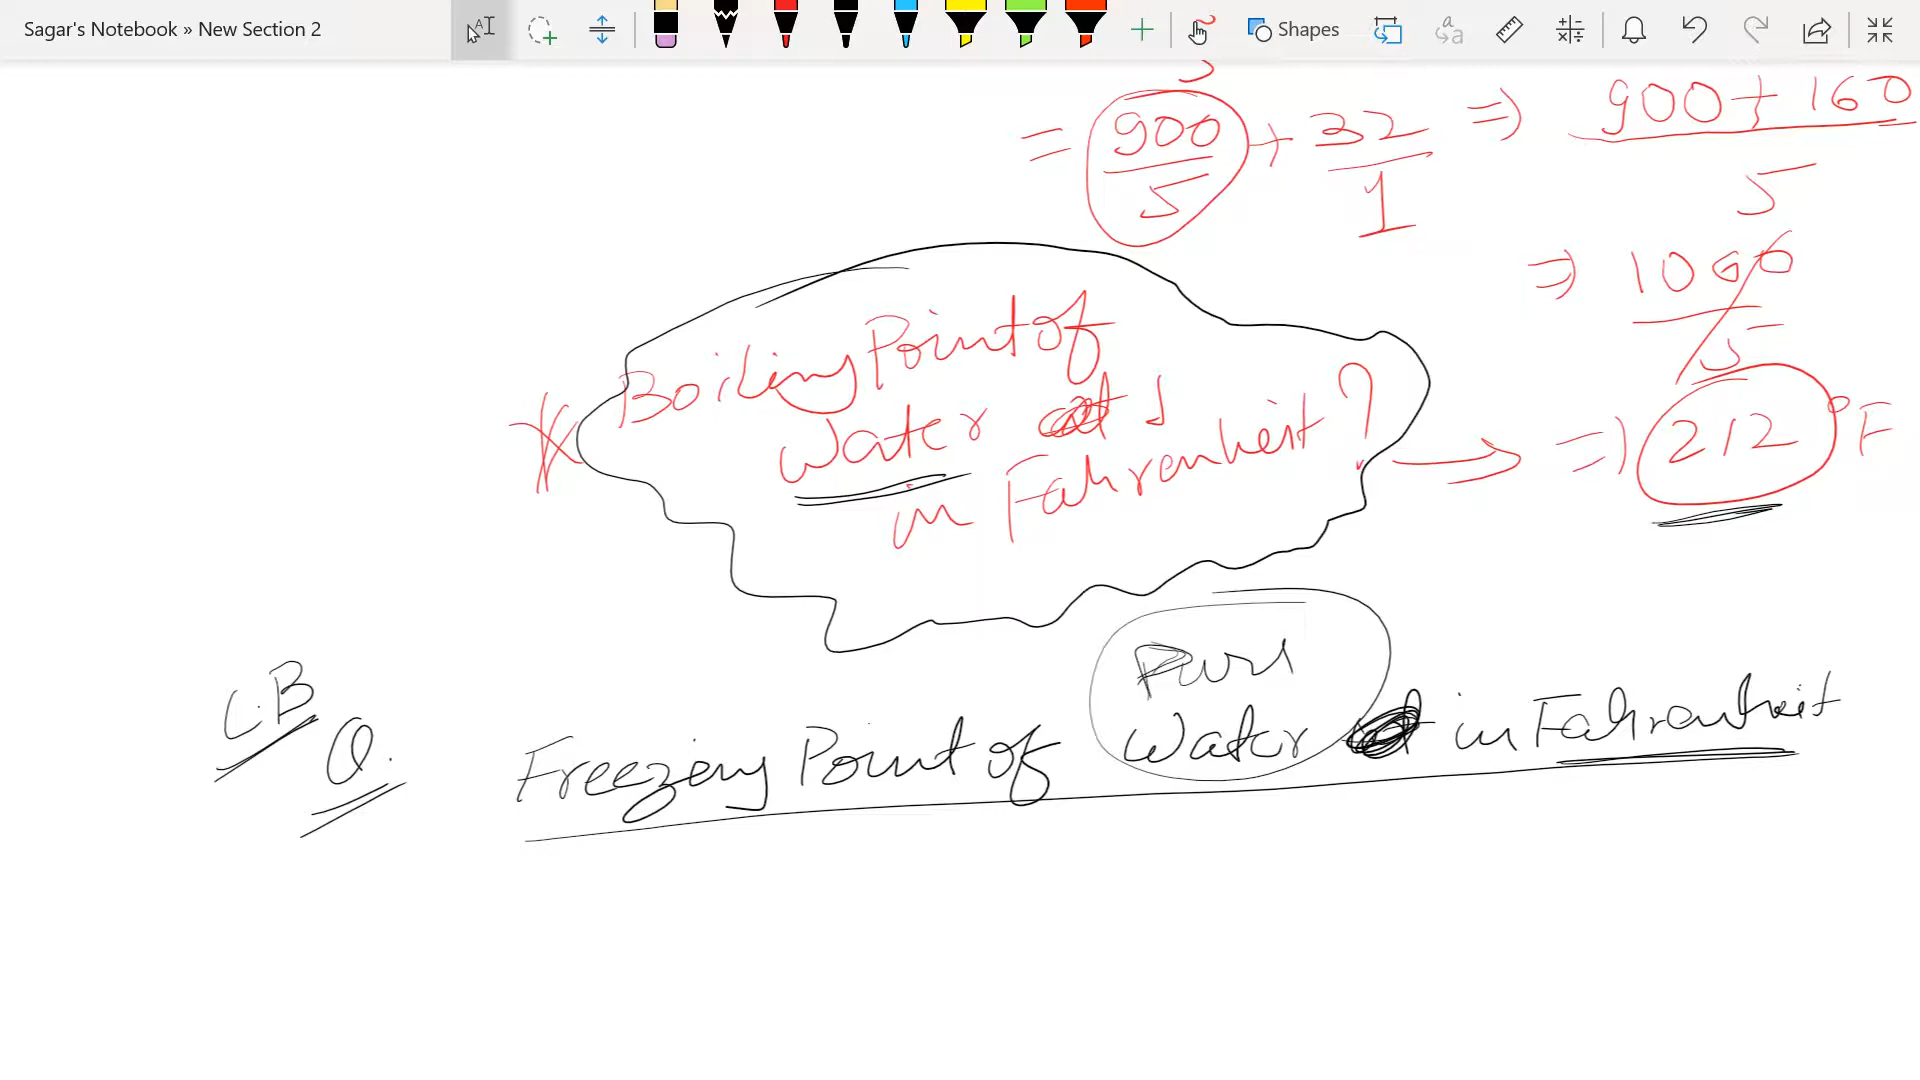 Sagar's Notebook » New Section 2
Shapes
= 900/5 + 32/1 => 900 + 160 / 5
=> 1060/5
=> 212 °F
Boiling Point of
Water
in Fahrenheit?
C.B
Q.
Pure
Freezing Point of Water in Fahrenheit